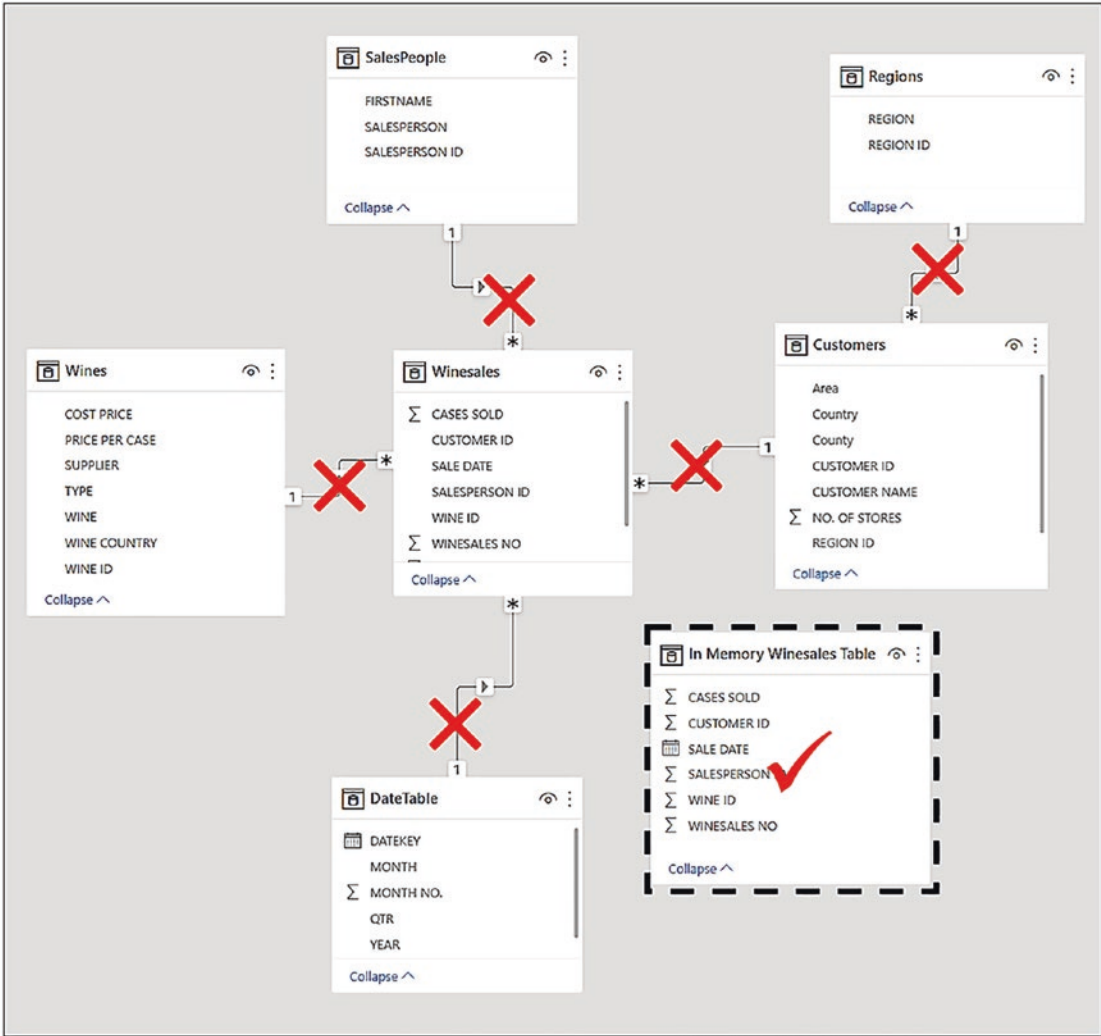 SalesPeople
FIRSTNAME
SALESPERSON
SALESPERSON ID
Collapse
1
*
Regions
REGION
REGION ID
Collapse
1
*
Wines
COST PRICE
PRICE PER CASE
SUPPLIER
TYPE
WINE
WINE COUNTRY
WINE ID
Collapse
1
*
Winesales
Σ CASES SOLD
CUSTOMER ID
SALE DATE
SALESPERSON ID
WINE ID
Σ WINESALES NO
Collapse
*
1
Customers
Area
Country
County
CUSTOMER ID
CUSTOMER NAME
Σ NO. OF STORES
REGION ID
Collapse
*
1
DateTable
DATEKEY
MONTH
Σ MONTH NO.
QTR
YEAR
Collapse
In Memory Winesales Table
Σ CASES SOLD
Σ CUSTOMER ID
SALE DATE
Σ SALESPERSON
Σ WINE ID
Σ WINESALES NO
Collapse